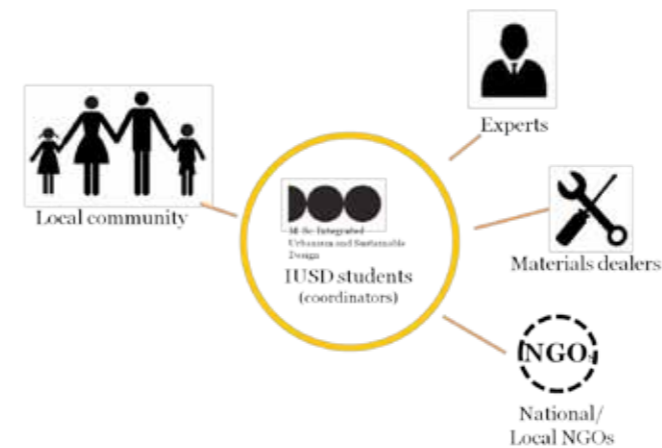 Experts
Local community
M.Sc. Integrated
Urbanism and Sustainable
Design
IUSD students
(coordinators)
Materials dealers
NGOs
National/
Local NGOs